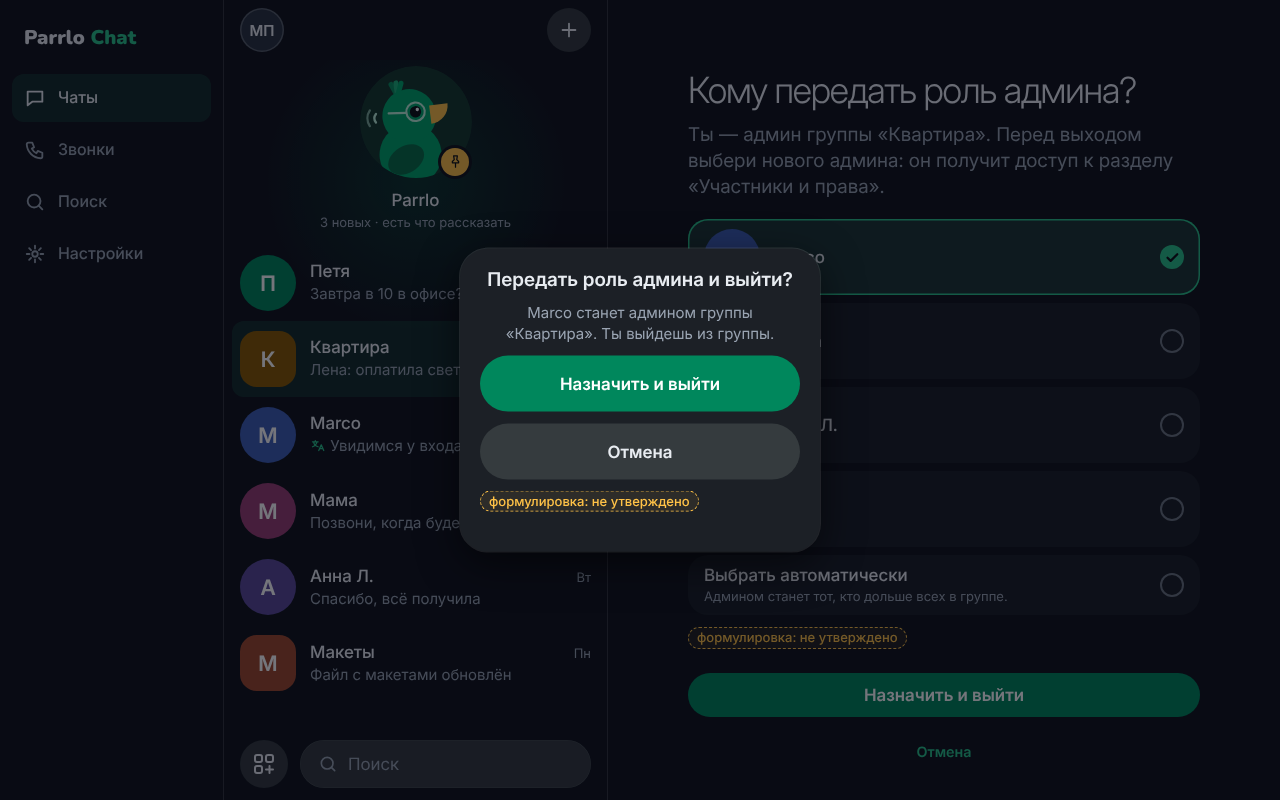 Parrlo Chat
Чаты
Звонки
Поиск
Настройки
МП
Parrlo
3 новых · есть что рассказать
П
Петя
Завтра в 10 в офисе?
К
Квартира
Лена: оплатила свет
M
Marco
Увидимся у входа
М
Мама
Позвони, когда буде
А
Анна Л.
Вт
Спасибо, всё получила
М
Макеты
Пн
Файл с макетами обновлён
Поиск
Кому передать роль админа?
Ты — админ группы «Квартира». Перед выходом
выбери нового админа: он получит доступ к разделу
«Участники и права».
Л.
Выбрать автоматически
Админом станет тот, кто дольше всех в группе.
формулировка: не утверждено
Назначить и выйти
Отмена
Передать роль админа и выйти?
Marco станет админом группы
«Квартира». Ты выйдешь из группы.
Назначить и выйти
Отмена
формулировка: не утверждено